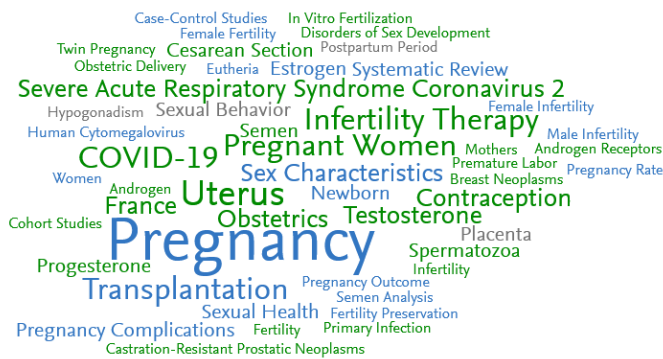 Case-Control Studies In Vitro Fertilization
Female Fertility Disorders of Sex Development
Twin Pregnancy Cesarean Section Postpartum Period
Obstetric Delivery Eutheria Estrogen Systematic Review
Severe Acute Respiratory Syndrome Coronavirus 2
Hypogonadism Sexual Behavior Infertility Therapy Female Infertility
Human Cytomegalovirus Semen Pregnant Women Mothers Male Infertility
Androgen Receptors
COVID-19 Sex Characteristics Premature Labor Pregnancy Rate
Women Androgen Uterus Newborn Breast Neoplasms
France Obstetrics Testosterone Contraception
Cohort Studies Pregnancy Placenta
Progesterone Spermatozoa
Infertility
Transplantation Pregnancy Outcome
Semen Analysis
Sexual Health Fertility Preservation
Pregnancy Complications Fertility Primary Infection
Castration-Resistant Prostatic Neoplasms